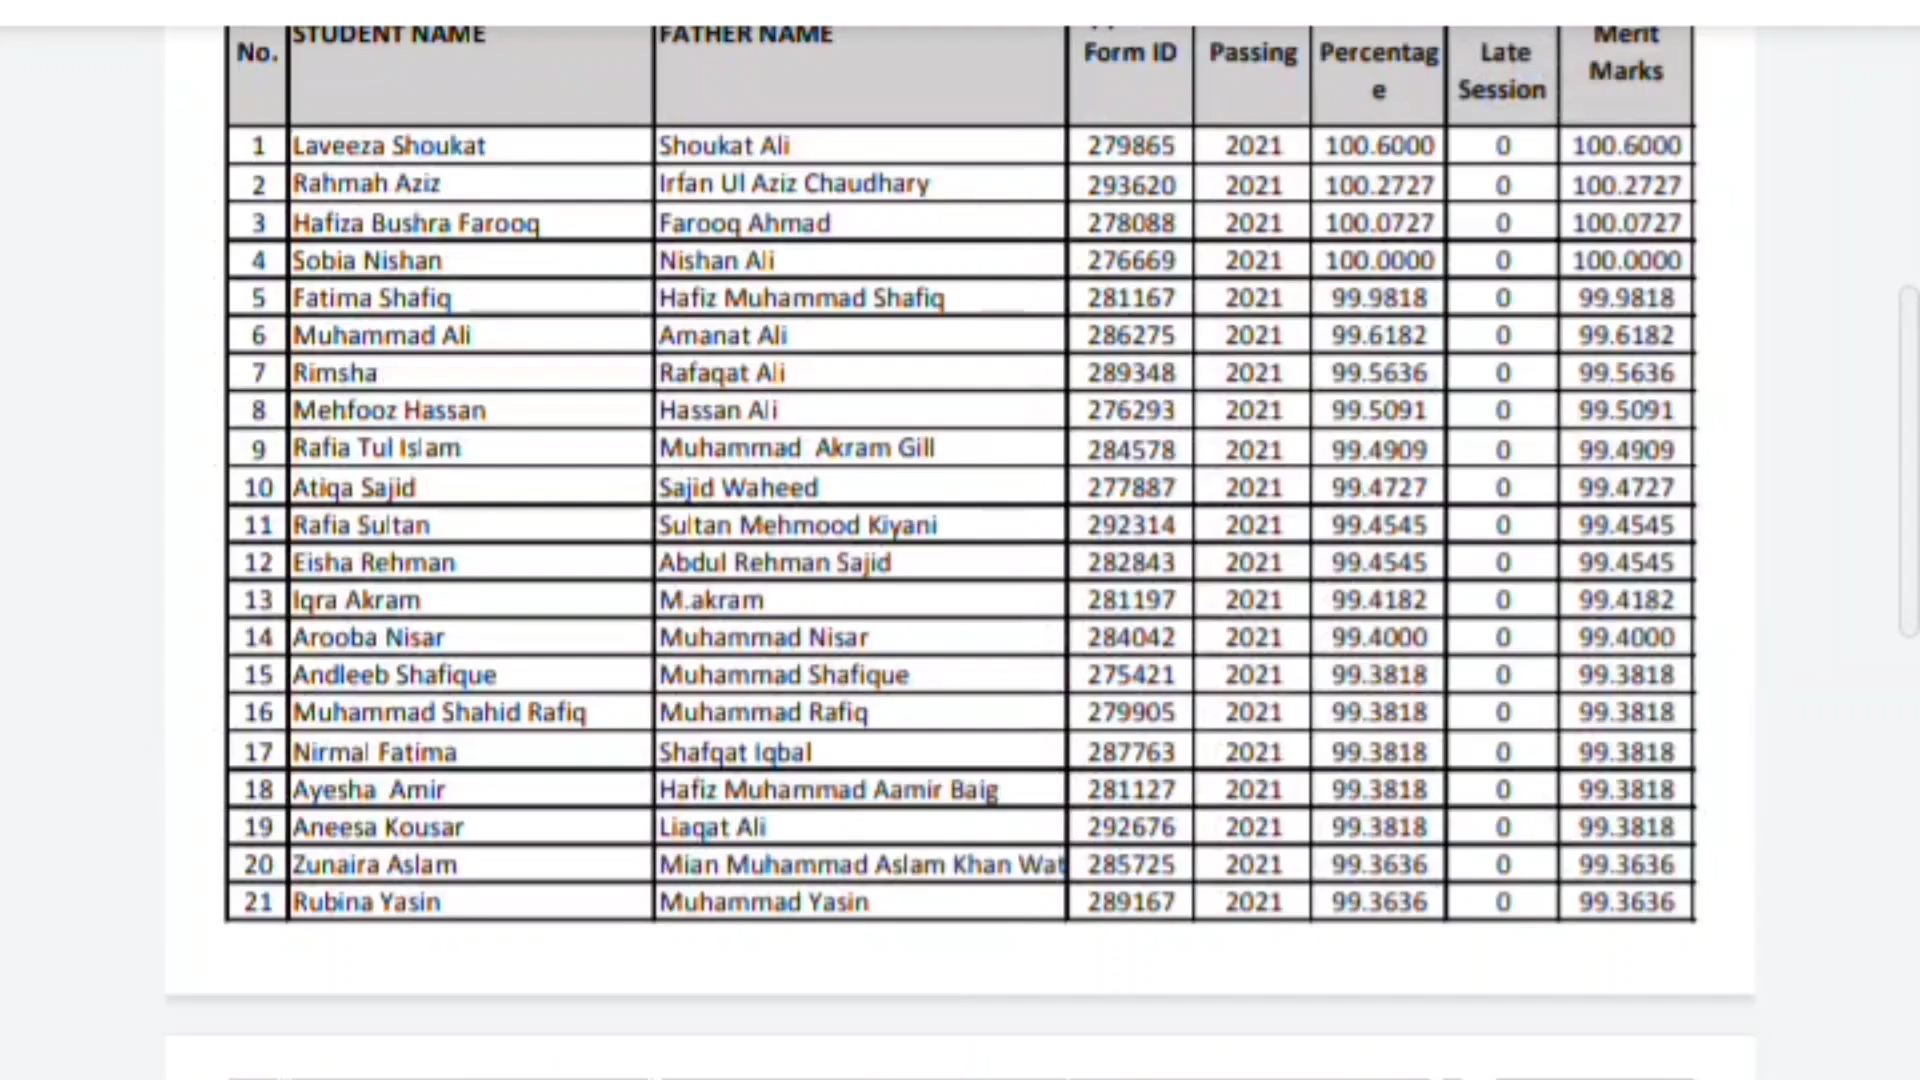 No. STUDENT NAME FATHER NAME Form ID Passing Percentag e Late Session Merit Marks
1 Laveeza Shoukat Shoukat Ali 279865 2021 100.6000 0 100.6000
2 Rahmah Aziz Irfan Ul Aziz Chaudhary 293620 2021 100.2727 0 100.2727
3 Hafiza Bushra Farooq Farooq Ahmad 278088 2021 100.0727 0 100.0727
4 Sobia Nishan Nishan Ali 276669 2021 100.0000 0 100.0000
5 Fatima Shafiq Hafiz Muhammad Shafiq 281167 2021 99.9818 0 99.9818
6 Muhammad Ali Amanat Ali 286275 2021 99.6182 0 99.6182
7 Rimsha Rafaqat Ali 289348 2021 99.5636 0 99.5636
8 Mehfooz Hassan Hassan Ali 276293 2021 99.5091 0 99.5091
9 Rafia Tul Islam Muhammad Akram Gill 284578 2021 99.4909 0 99.4909
10 Atiqa Sajid Sajid Waheed 277887 2021 99.4727 0 99.4727
11 Rafia Sultan Sultan Mehmood Kiyani 292314 2021 99.4545 0 99.4545
12 Eisha Rehman Abdul Rehman Sajid 282843 2021 99.4545 0 99.4545
13 Iqra Akram M.akram 281197 2021 99.4182 0 99.4182
14 Arooba Nisar Muhammad Nisar 284042 2021 99.4000 0 99.4000
15 Andleeb Shafique Muhammad Shafique 275421 2021 99.3818 0 99.3818
16 Muhammad Shahid Rafiq Muhammad Rafiq 279905 2021 99.3818 0 99.3818
17 Nirmal Fatima Shafqat Iqbal 287763 2021 99.3818 0 99.3818
18 Ayesha Amir Hafiz Muhammad Aamir Baig 281127 2021 99.3818 0 99.3818
19 Aneesa Kousar Liaqat Ali 292676 2021 99.3818 0 99.3818
20 Zunaira Aslam Mian Muhammad Aslam Khan Wat 285725 2021 99.3636 0 99.3636
21 Rubina Yasin Muhammad Yasin 289167 2021 99.3636 0 99.3636